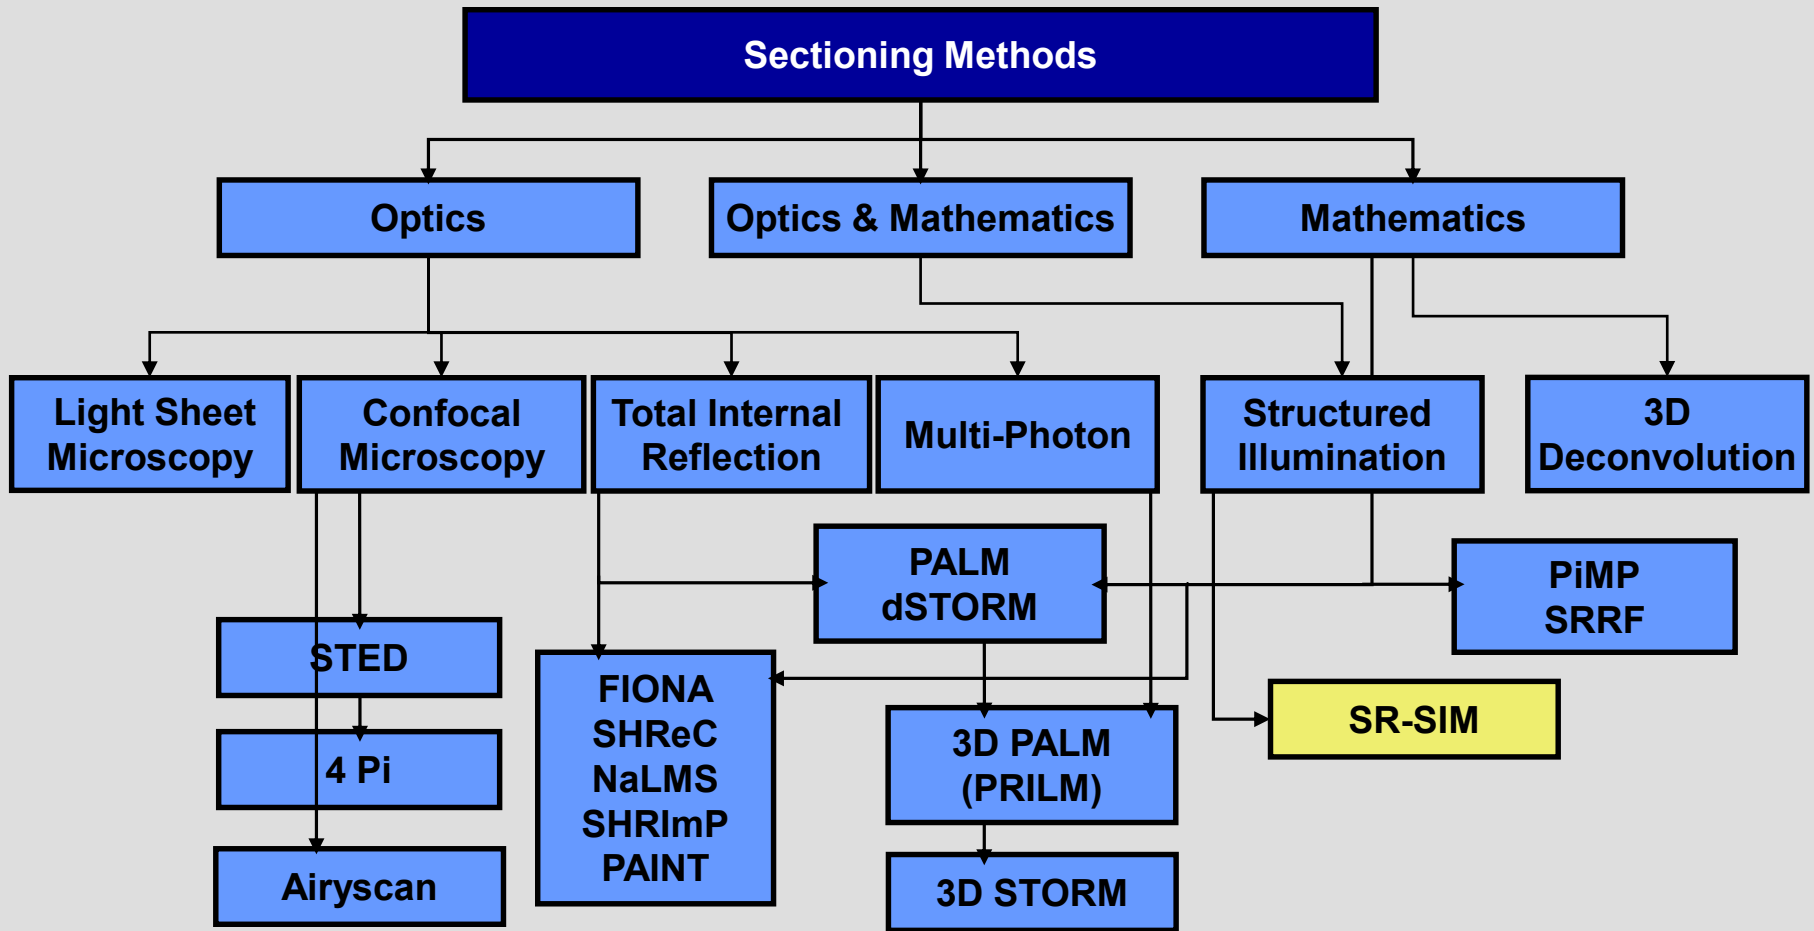 Sectioning Methods
Optics
Optics & Mathematics
Mathematics
Light Sheet
Microscopy
Confocal
Microscopy
Total Internal
Reflection
Multi-Photon
Structured
Illumination
3D
Deconvolution
PALM
dSTORM
PiMP
SRRF
STED
FIONA
SHReC
NaLMS
SHRImP
PAINT
4 Pi
3D PALM
(PRILM)
SR-SIM
Airyscan
3D STORM